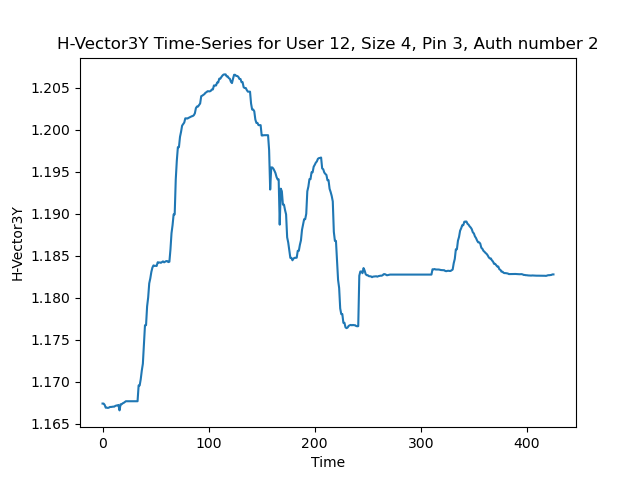 H-Vector3Y Time-Series for User 12, Size 4, Pin 3, Auth number 2
1.205
1.200
1.195
1.190
1.185
1.180
1.175
1.170
1.165
H-Vector3Y
0 100 200 300 400
Time